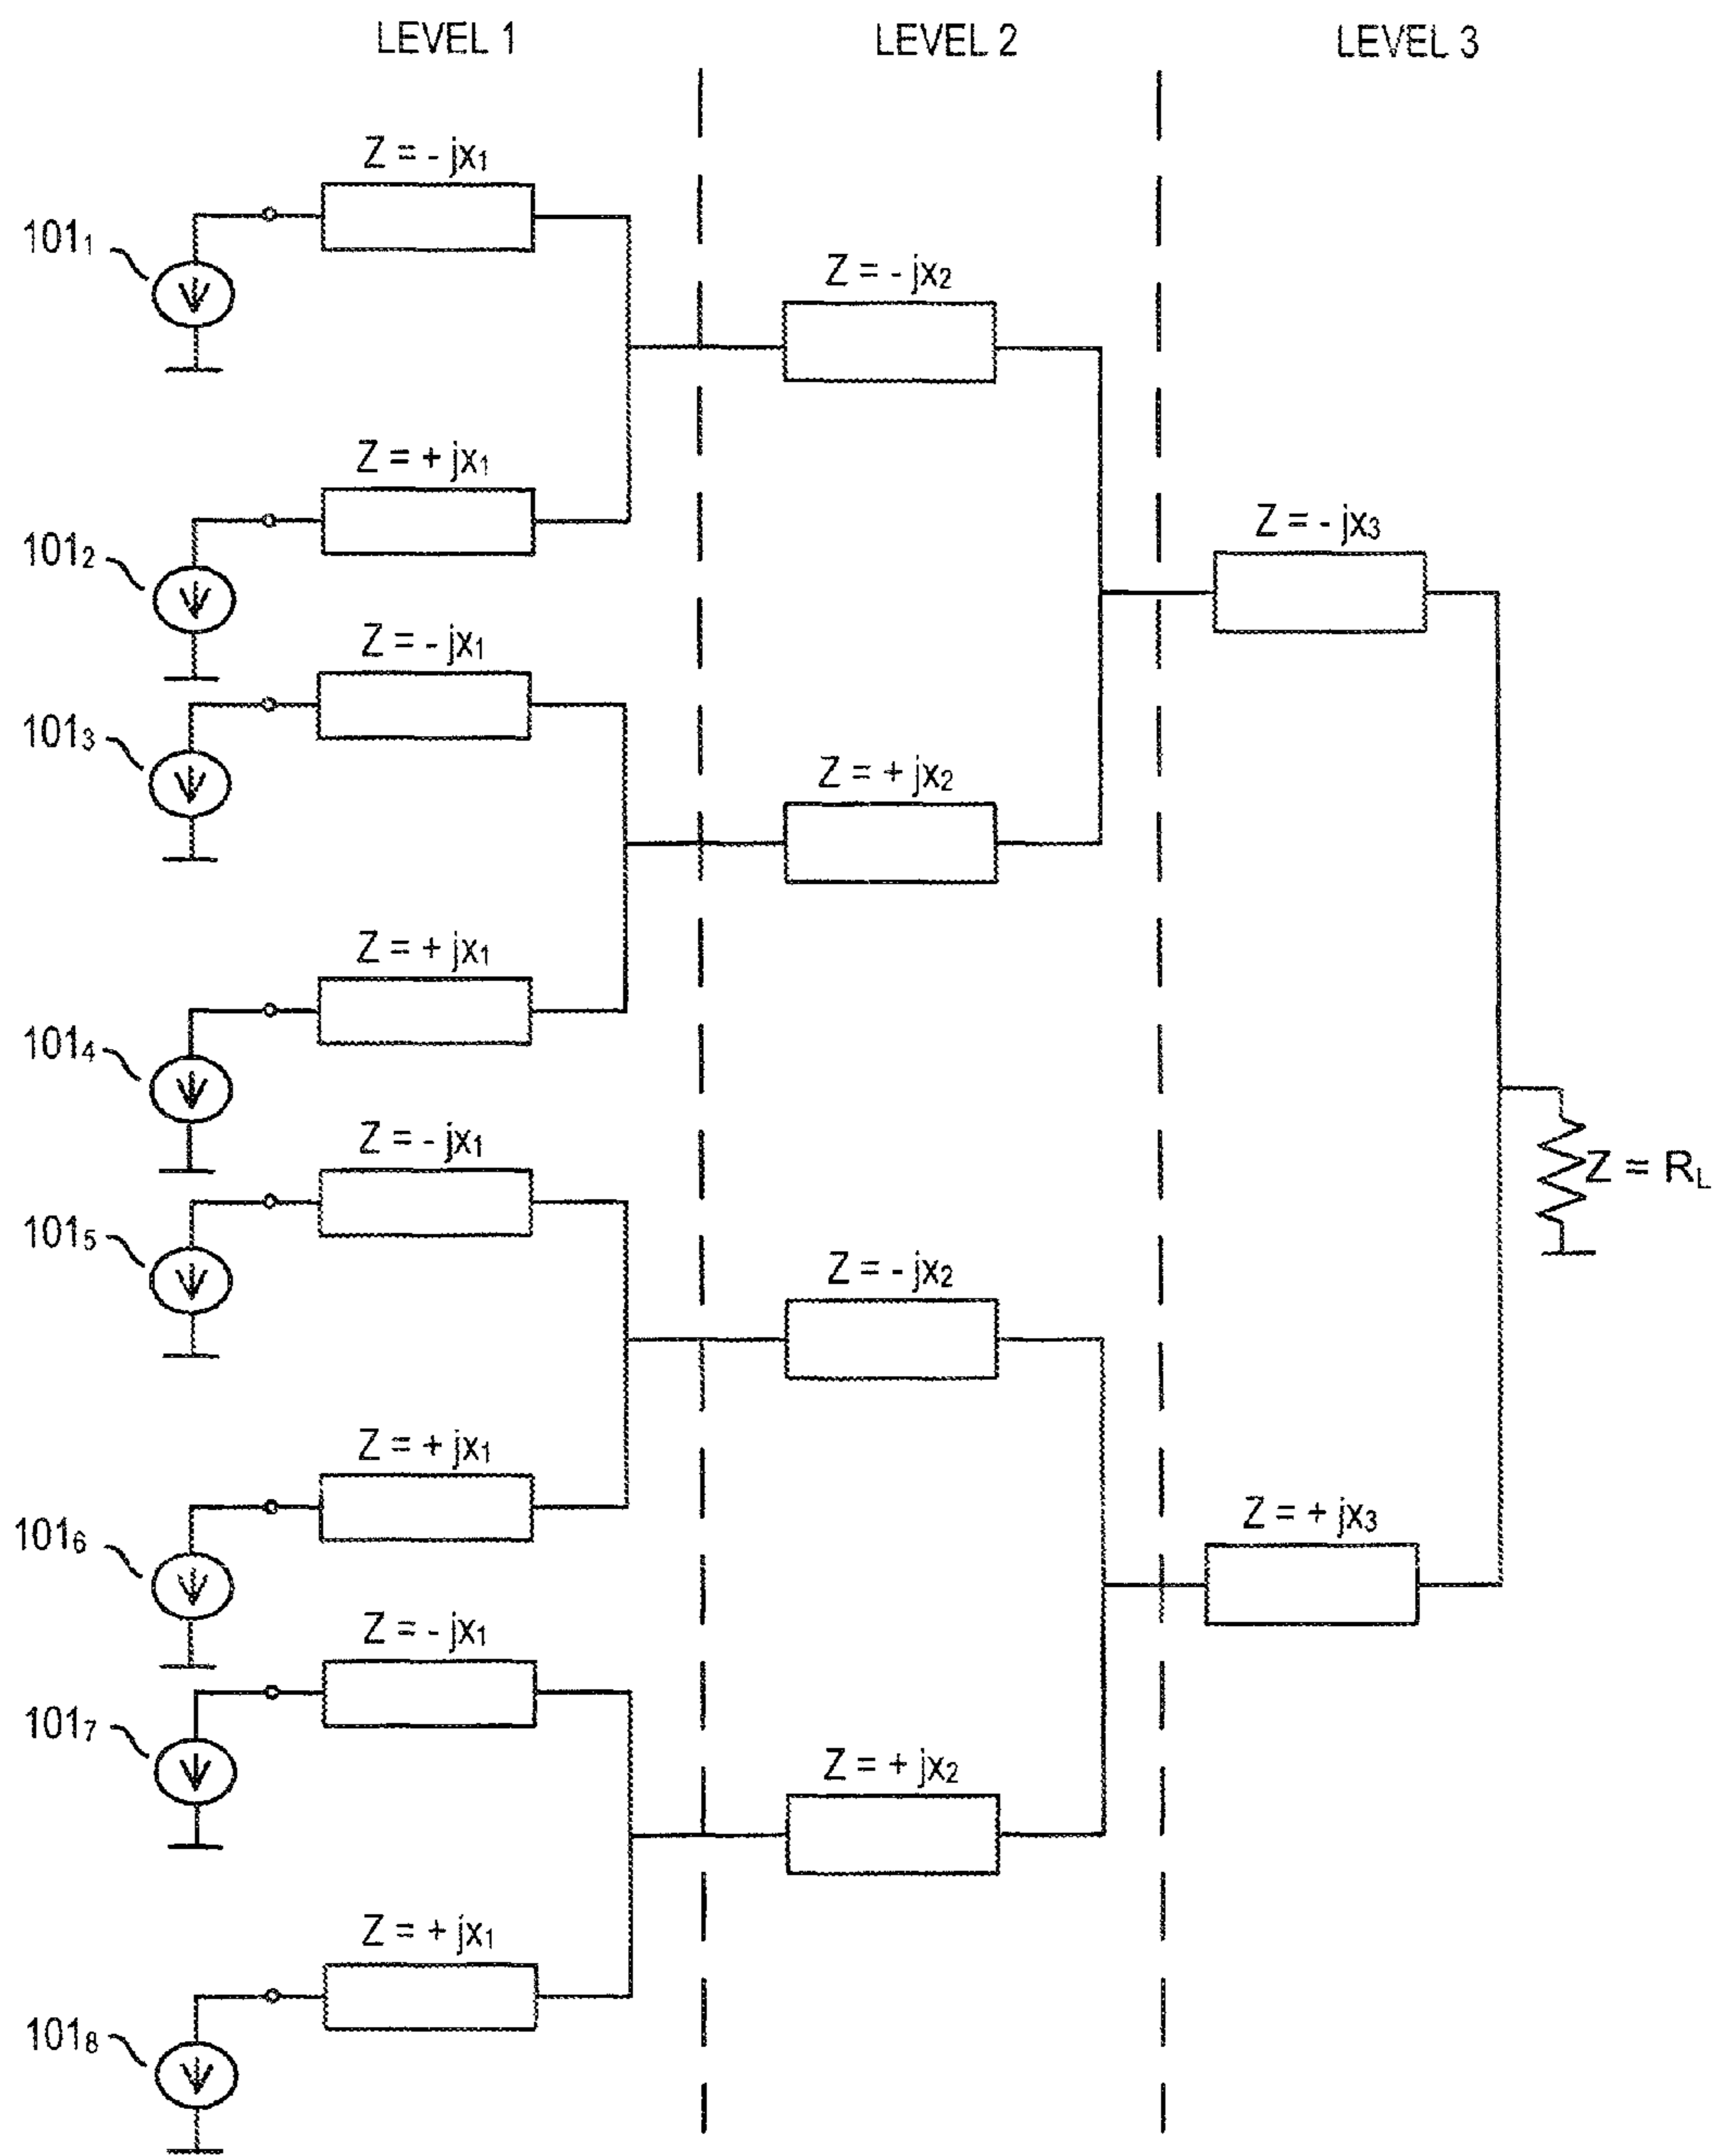 LEVEL 1 LEVEL 2 LEVEL 3
Z = - jx₁
101₁
Z = - jx₂
Z = + jx₁
101₂
Z = - jx₃
Z = - jx₁
101₃
Z = + jx₂
Z = + jx₁
101₄
Z = - jx₁
Z = R_L
101₅
Z = - jx₂
Z = + jx₁
Z = + jx₃
101₆
Z = - jx₁
101₇
Z = + jx₂
Z = + jx₁
101₈